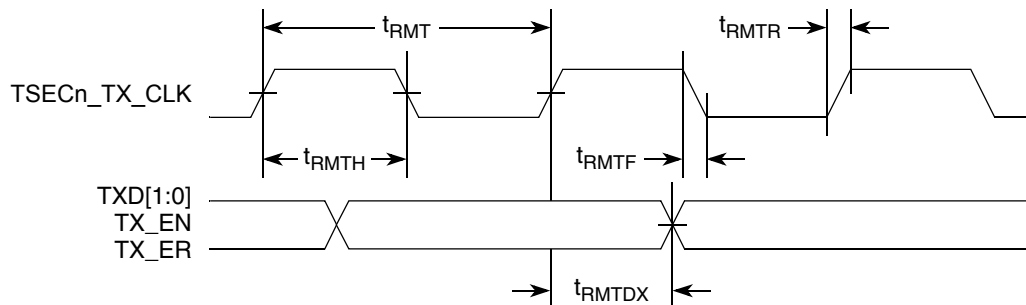 tRMT
tRMTR
TSECn_TX_CLK
tRMTH
tRMTF
TXD[1:0]
TX_EN
TX_ER
tRMTDX